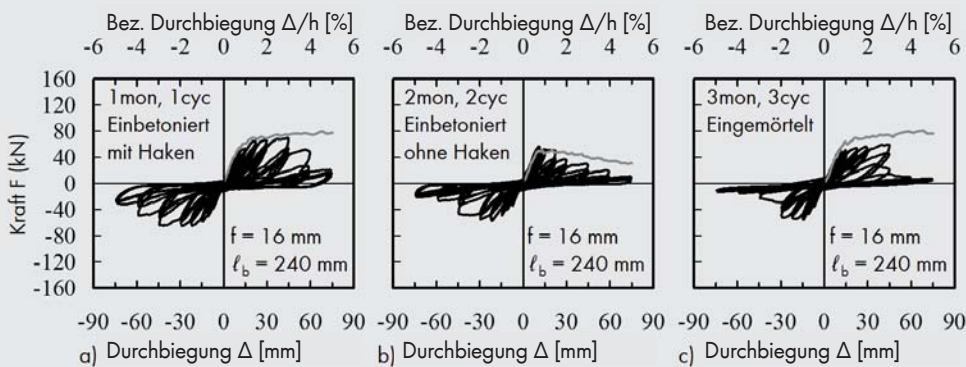 Bez. Durchbiegung Δ/h [%] Bez. Durchbiegung Δ/h [%] Bez. Durchbiegung Δ/h [%]
-6 -4 -2 0 2 4 6 -6 -4 -2 0 2 4 6 -6 -4 -2 0 2 4 6
Kraft F (kN)
160
120
80
40
0
-40
-80
-120
-160
1mon, 1cyc
Einbetoniert
mit Haken
f = 16 mm
ℓb = 240 mm
2mon, 2cyc
Einbetoniert
ohne Haken
f = 16 mm
ℓb = 240 mm
3mon, 3cyc
Eingemörtelt
f = 16 mm
ℓb = 240 mm
-90 -60 -30 0 30 60 90 -90 -60 -30 0 30 60 90 -90 -60 -30 0 30 60 90
a) Durchbiegung Δ [mm] b) Durchbiegung Δ [mm] c) Durchbiegung Δ [mm]